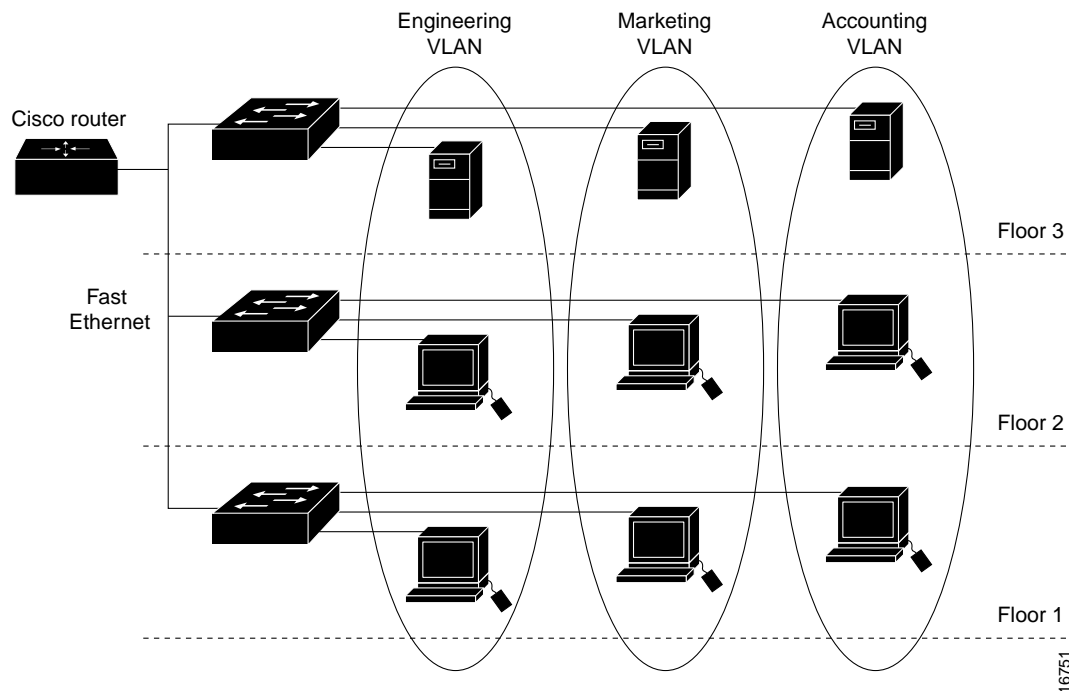 Engineering
VLAN
Marketing
VLAN
Accounting
VLAN
Cisco router
Floor 3
Fast
Ethernet
Floor 2
Floor 1
16751